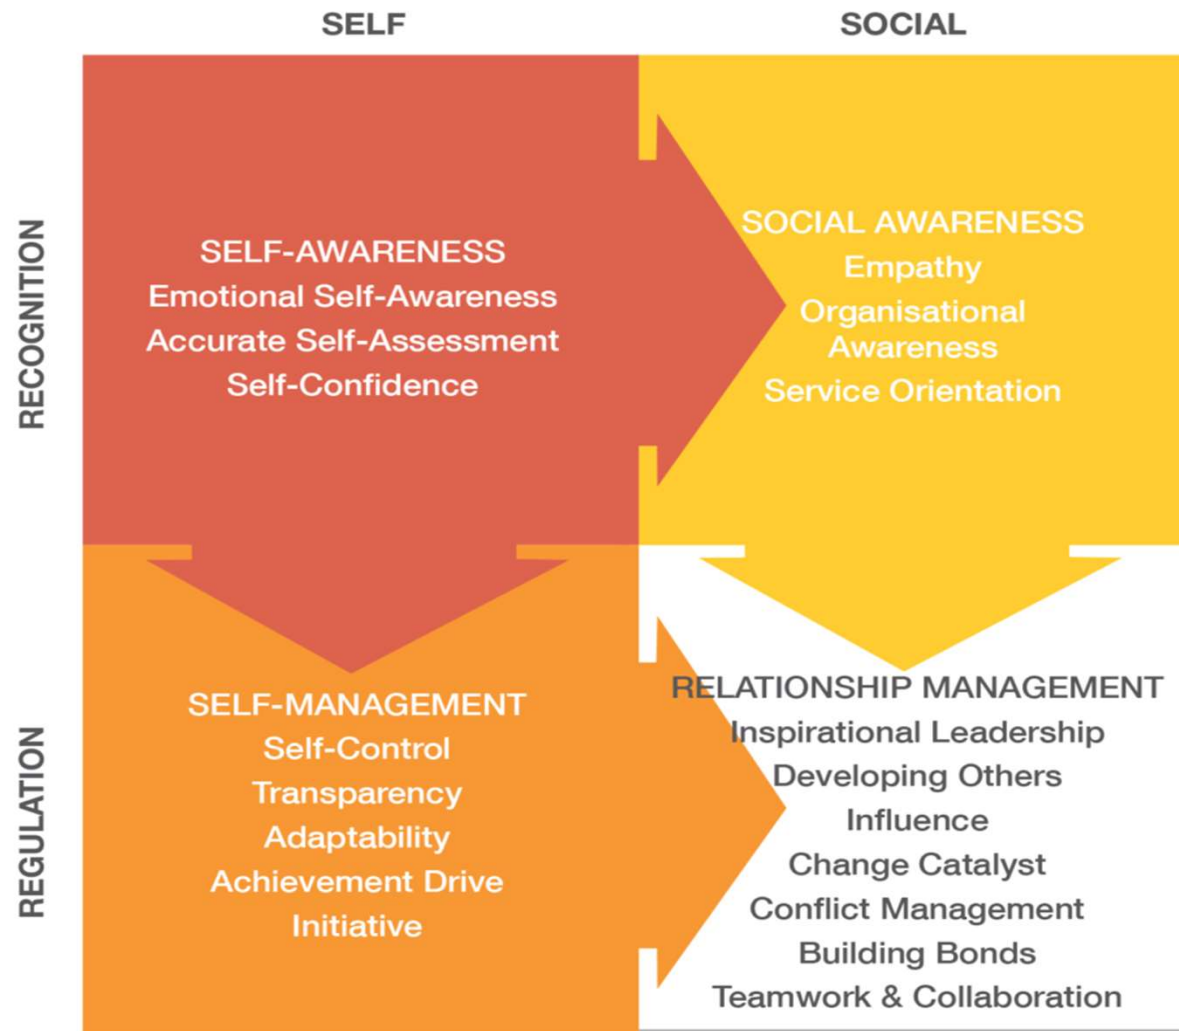 SELF
SOCIAL
RECOGNITION
SELF-AWARENESS
Emotional Self-Awareness
Accurate Self-Assessment
Self-Confidence
SOCIAL AWARENESS
Empathy
Organisational
Awareness
Service Orientation
REGULATION
SELF-MANAGEMENT
Self-Control
Transparency
Adaptability
Achievement Drive
Initiative
RELATIONSHIP MANAGEMENT
Inspirational Leadership
Developing Others
Influence
Change Catalyst
Conflict Management
Building Bonds
Teamwork & Collaboration